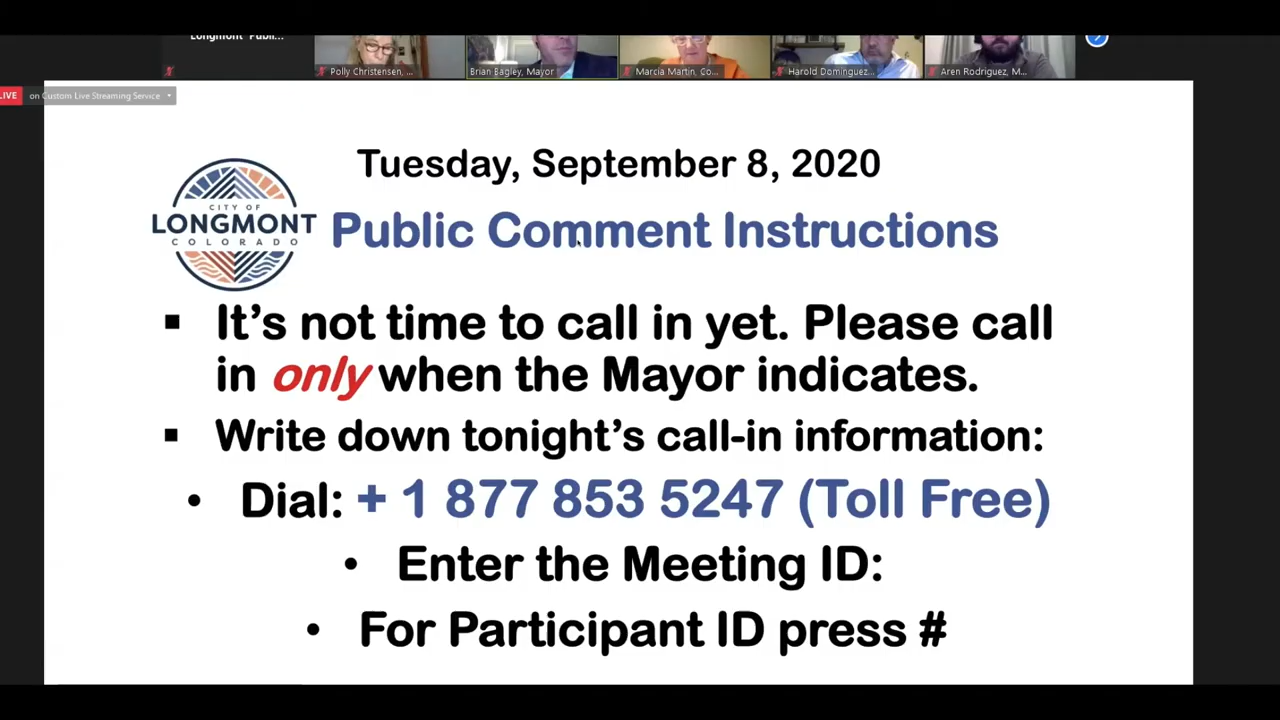 Longmont Publi...
Polly Christensen, ...
Brian Bagley, Mayor
Marcia Martin, Co...
Harold Dominguez...
Aren Rodriguez, M...
LIVE
on Custom Live Streaming Service
Tuesday, September 8, 2020
CITY OF
LONGMONT
COLORADO
Public Comment Instructions
▪ It's not time to call in yet. Please call
in only when the Mayor indicates.
▪ Write down tonight's call-in information:
• Dial: + 1 877 853 5247 (Toll Free)
• Enter the Meeting ID:
• For Participant ID press #